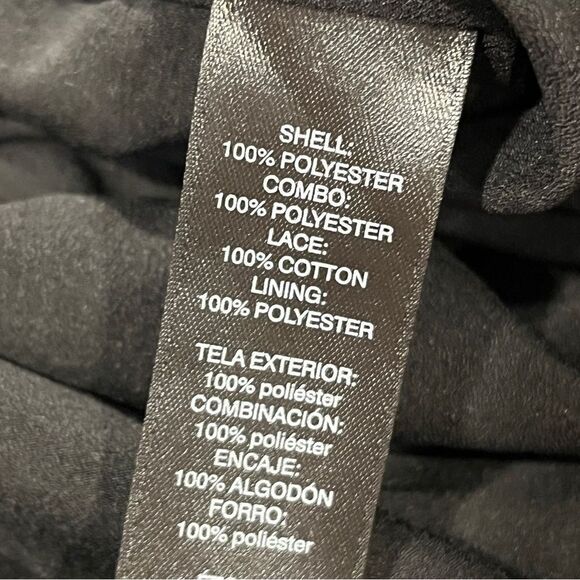 SHELL:
100% POLYESTER
COMBO:
100% POLYESTER
LACE:
100% COTTON
LINING:
100% POLYESTER
TELA EXTERIOR:
100% poliéster
COMBINACIÓN:
100% poliéster
ENCAJE:
100% ALGODÓN
FORRO:
100% poliéster